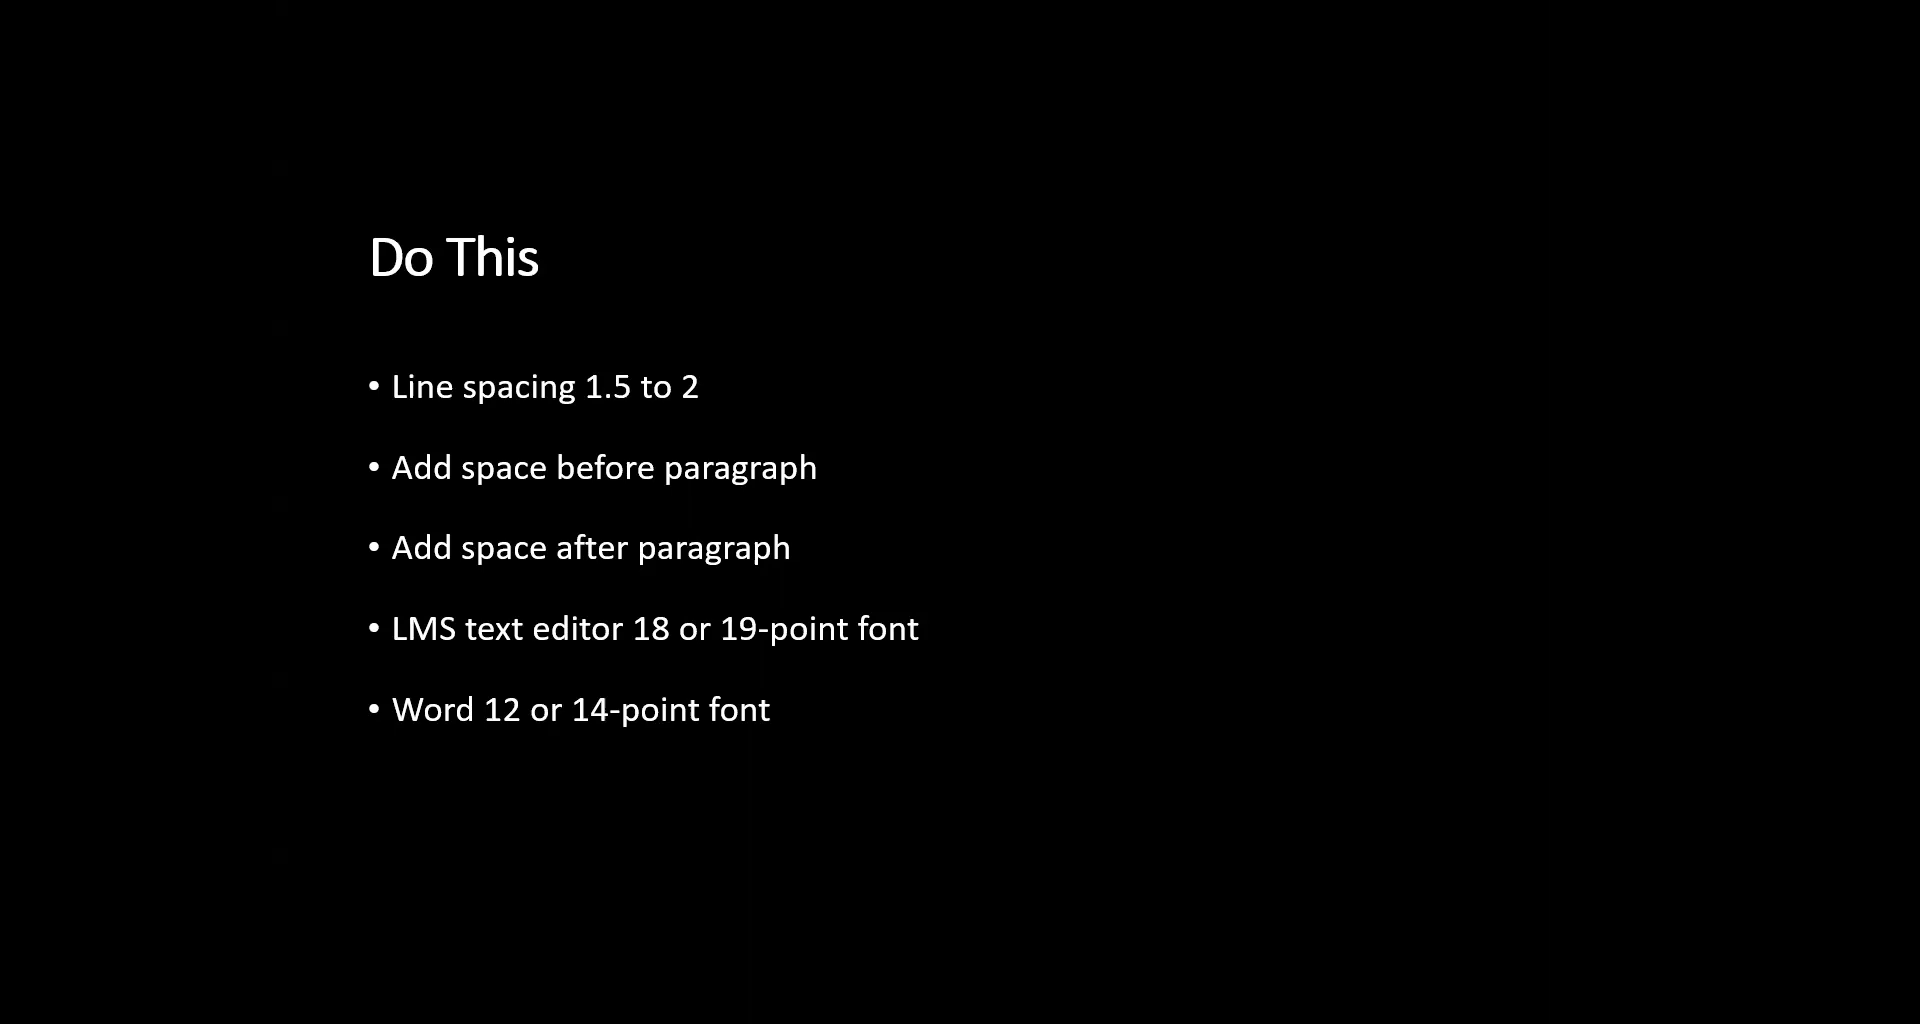 Do This
• Line spacing 1.5 to 2
• Add space before paragraph
• Add space after paragraph
• LMS text editor 18 or 19-point font
• Word 12 or 14-point font